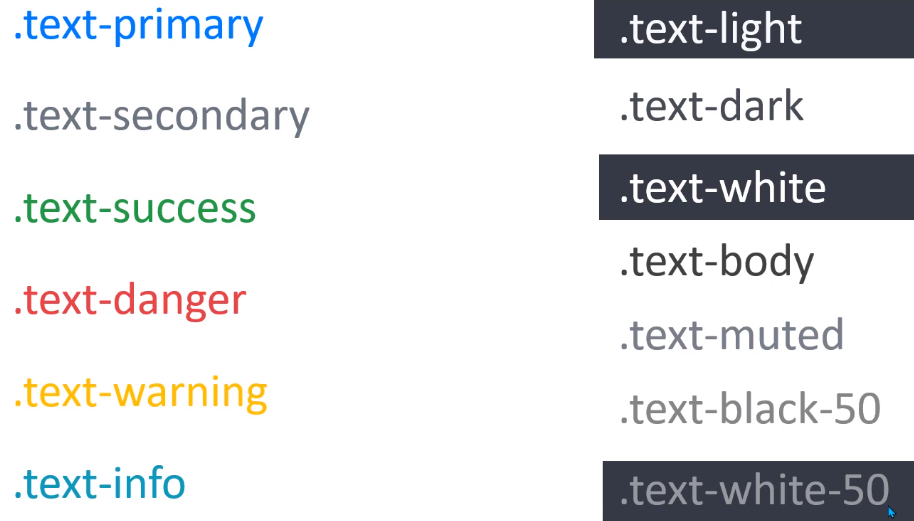 .text-primary
.text-secondary
.text-success
.text-danger
.text-warning
.text-info
.text-light
.text-dark
.text-white
.text-body
.text-muted
.text-black-50
.text-white-50